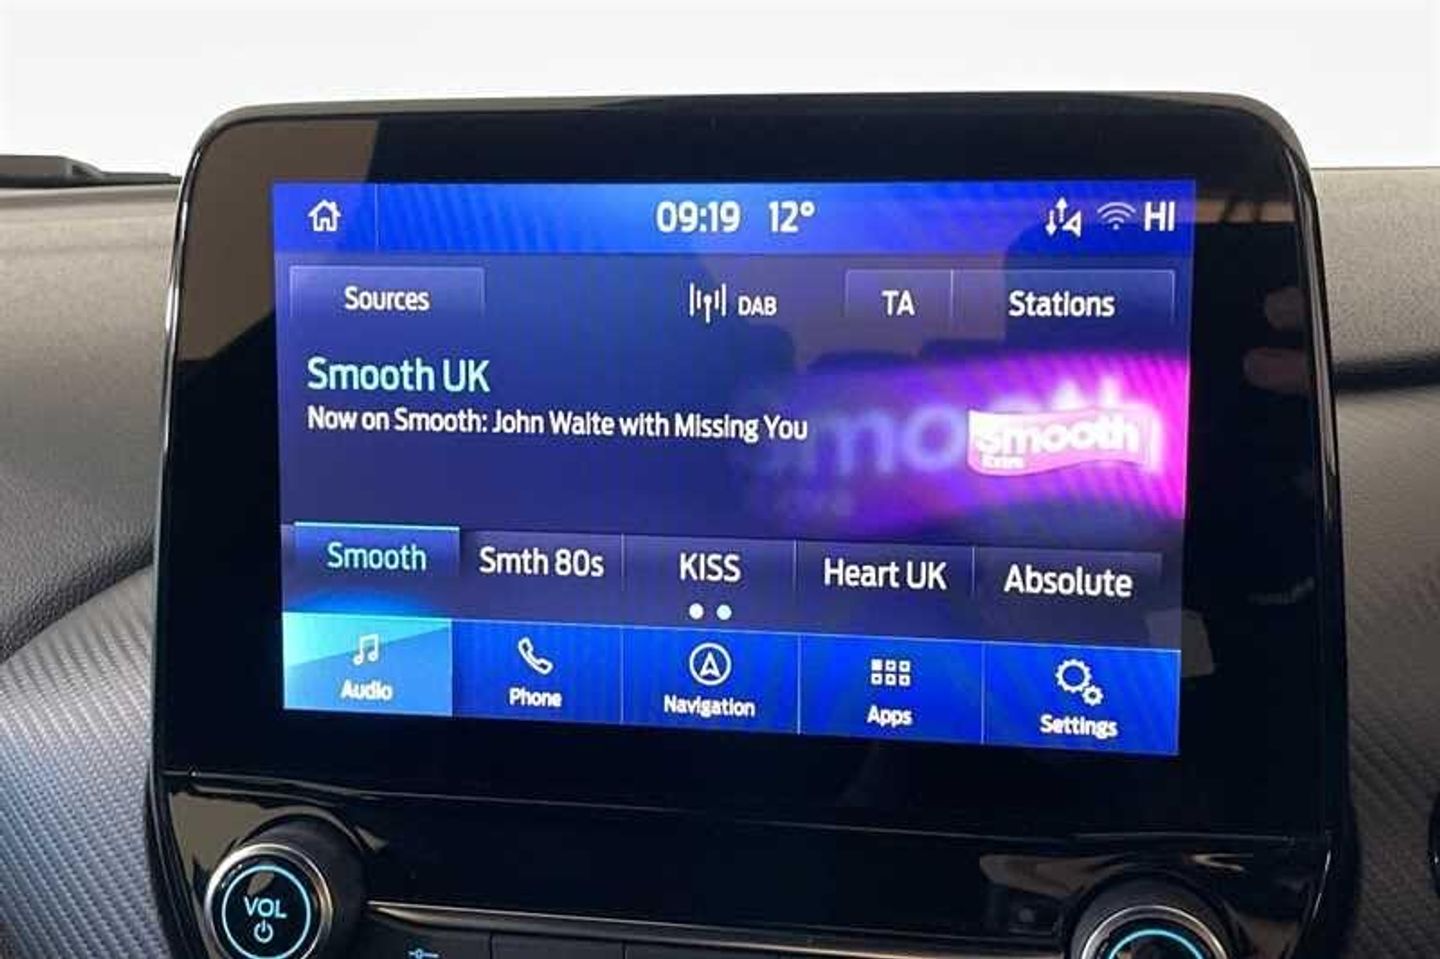 09:19 12° HI
Sources DAB TA Stations
Smooth UK
Now on Smooth: John Waite with Missing You
smooth
Extra
Smooth Smth 80s KISS Heart UK Absolute
Audio Phone Navigation Apps Settings
VOL